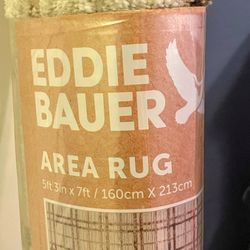 EDDIE
BAUER
AREA RUG
5ft 3in x 7ft / 160cm X 213cm